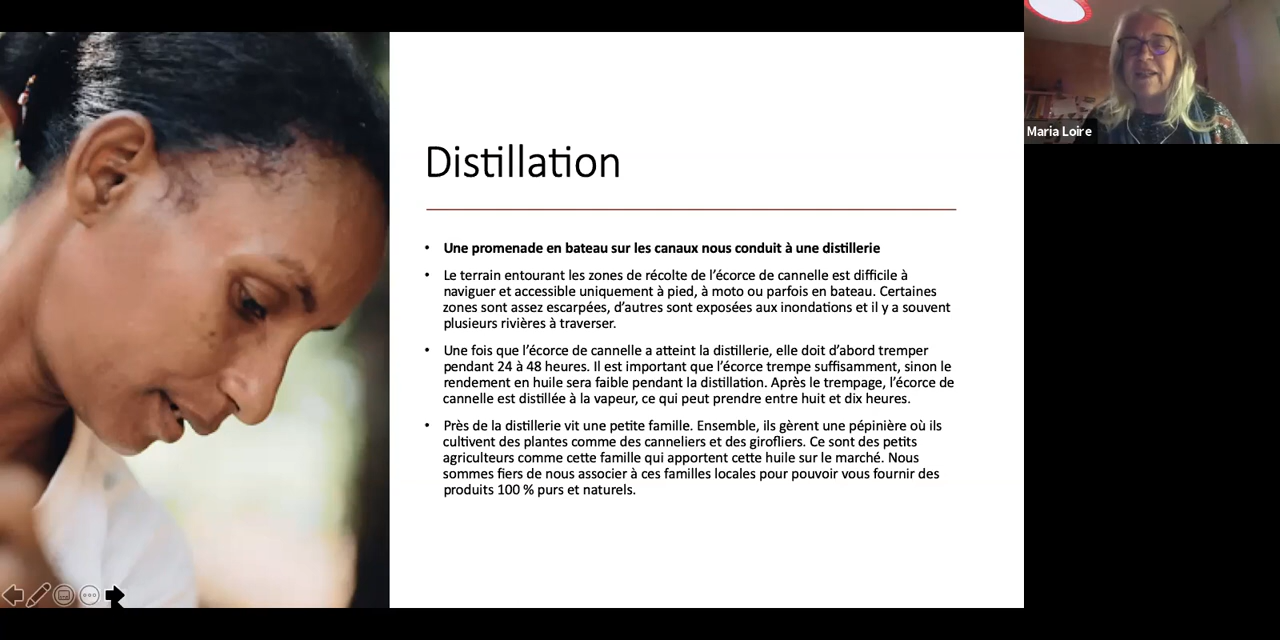 Maria Loire
Distillation
• Une promenade en bateau sur les canaux nous conduit à une distillerie
• Le terrain entourant les zones de récolte de l’écorce de cannelle est difficile à
naviguer et accessible uniquement à pied, à moto ou parfois en bateau. Certaines
zones sont assez escarpées, d’autres sont exposées aux inondations et il y a souvent
plusieurs rivières à traverser.
• Une fois que l’écorce de cannelle a atteint la distillerie, elle doit d’abord tremper
pendant 24 à 48 heures. Il est important que l’écorce trempe suffisamment, sinon le
rendement en huile sera faible pendant la distillation. Après le trempage, l’écorce de
cannelle est distillée à la vapeur, ce qui peut prendre entre huit et dix heures.
• Près de la distillerie vit une petite famille. Ensemble, ils gèrent une pépinière où ils
cultivent des plantes comme des canneliers et des girofliers. Ce sont des petits
agriculteurs comme cette famille qui apportent cette huile sur le marché. Nous
sommes fiers de nous associer à ces familles locales pour pouvoir vous fournir des
produits 100 % purs et naturels.